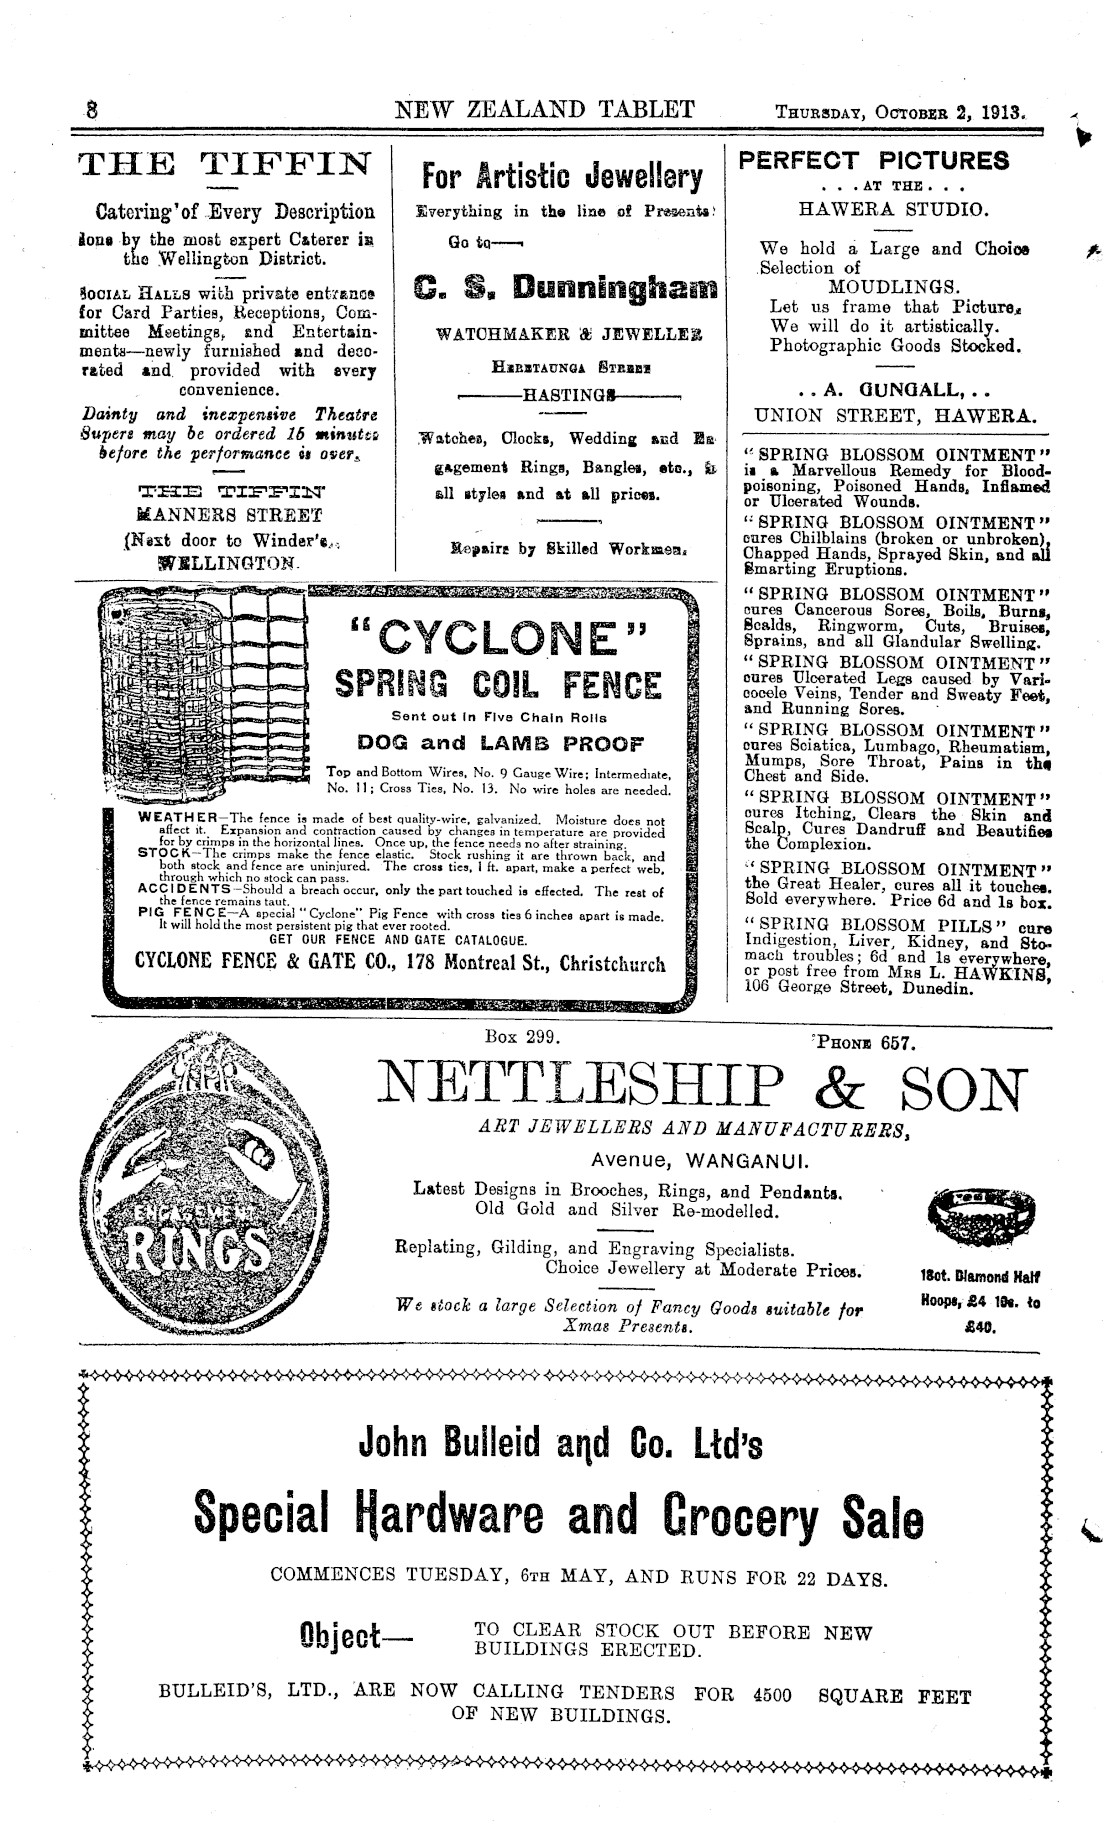 8
NEW ZEALAND TABLET
THURSDAY, OCTOBER 2, 1913.
THE TIFFIN
Catering of Every Description
done by the most expert Caterer in
the Wellington District.
SOCIAL HALLS with private entrance
for Card Parties, Receptions, Com-
mittee Meetings, and Entertain-
ments—newly furnished and deco-
rated and provided with every
convenience.
Dainty and inexpensive Theatre
Supers may be ordered 15 minutes
before the performance is over.
THE TIFFIN
MANNERS STREET
(Next door to Winder's,
WELLINGTON.
For Artistic Jewellery
Everything in the line of Presents!
Go to—
C. S. Dunningham
WATCHMAKER & JEWELLER
HERETAUNGA STREET
—HASTINGS—
Watches, Clocks, Wedding and En-
gagement Rings, Bangles, etc., in
all styles and at all prices.
Repairs by Skilled Workmen.
PERFECT PICTURES
. . . AT THE . . .
HAWERA STUDIO.
We hold a Large and Choice
Selection of
MOUDLINGS.
Let us frame that Picture.
We will do it artistically.
Photographic Goods Stocked.
. . A. GUNGALL, . .
UNION STREET, HAWERA.
"SPRING BLOSSOM OINTMENT"
is a Marvellous Remedy for Blood-
poisoning, Poisoned Hands, Inflamed
or Ulcerated Wounds.
"SPRING BLOSSOM OINTMENT"
cures Chilblains (broken or unbroken),
Chapped Hands, Sprayed Skin, and all
Smarting Eruptions.
"SPRING BLOSSOM OINTMENT"
cures Cancerous Sores, Boils, Burns,
Scalds, Ringworm, Cuts, Bruises,
Sprains, and all Glandular Swelling.
"SPRING BLOSSOM OINTMENT"
cures Ulcerated Legs caused by Vari-
cocele Veins, Tender and Sweaty Feet,
and Running Sores.
"SPRING BLOSSOM OINTMENT"
cures Sciatica, Lumbago, Rheumatism,
Mumps, Sore Throat, Pains in the
Chest and Side.
"SPRING BLOSSOM OINTMENT"
cures Itching, Clears the Skin and
Scalp, Cures Dandruff and Beautifies
the Complexion.
"SPRING BLOSSOM OINTMENT"
the Great Healer, cures all it touches.
Sold everywhere. Price 6d and 1s box.
"SPRING BLOSSOM PILLS" cure
Indigestion, Liver, Kidney, and Sto-
mach troubles; 6d and 1s everywhere,
or post free from MRS L. HAWKINS,
106 George Street, Dunedin.
"CYCLONE"
SPRING COIL FENCE
Sent out in Five Chain Rolls
DOG and LAMB PROOF
Top and Bottom Wires, No. 9 Gauge Wire; Intermediate,
No. 11; Cross Ties, No. 13. No wire holes are needed.
WEATHER—The fence is made of best quality-wire, galvanized. Moisture does not
affect it. Expansion and contraction caused by changes in temperature are provided
for by crimps in the horizontal lines. Once up, the fence needs no after straining.
STOCK—The crimps make the fence elastic. Stock rushing it are thrown back, and
both stock and fence are uninjured. The cross ties, 1 ft. apart, make a perfect web,
through which no stock can pass.
ACCIDENTS—Should a breach occur, only the part touched is effected. The rest of
the fence remains taut.
PIG FENCE—A special "Cyclone" Pig Fence with cross ties 6 inches apart is made.
It will hold the most persistent pig that ever rooted.
GET OUR FENCE AND GATE CATALOGUE.
CYCLONE FENCE & GATE CO., 178 Montreal St., Christchurch
ENGAGEMENT
RINGS
Box 299.
'PHONE 657.
NETTLESHIP & SON
ART JEWELLERS AND MANUFACTURERS,
Avenue, WANGANUI.
Latest Designs in Brooches, Rings, and Pendants.
Old Gold and Silver Re-modelled.
Replating, Gilding, and Engraving Specialists.
Choice Jewellery at Moderate Prices.
We stock a large Selection of Fancy Goods suitable for
Xmas Presents.
18ct. Diamond Half
Hoops, £4 10s. to
£40.
John Bulleid and Co. Ltd's
Special Hardware and Grocery Sale
COMMENCES TUESDAY, 6TH MAY, AND RUNS FOR 22 DAYS.
Object—
TO CLEAR STOCK OUT BEFORE NEW
BUILDINGS ERECTED.
BULLEID'S, LTD., ARE NOW CALLING TENDERS FOR 4500 SQUARE FEET
OF NEW BUILDINGS.